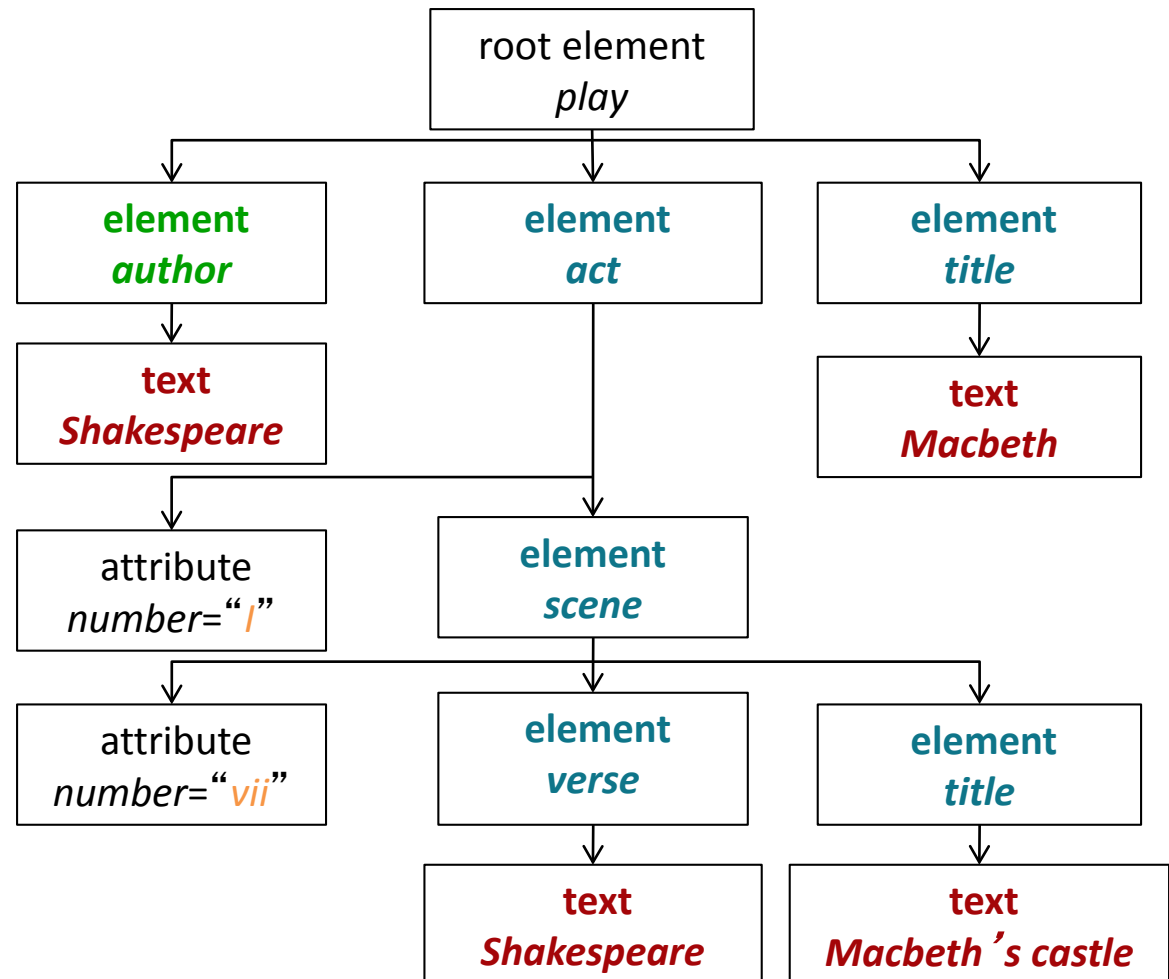 root element
play
element
author
element
act
element
title
text
Shakespeare
text
Macbeth
attribute
number=“I”
element
scene
attribute
number=“vii”
element
verse
element
title
text
Shakespeare
text
Macbeth’s castle